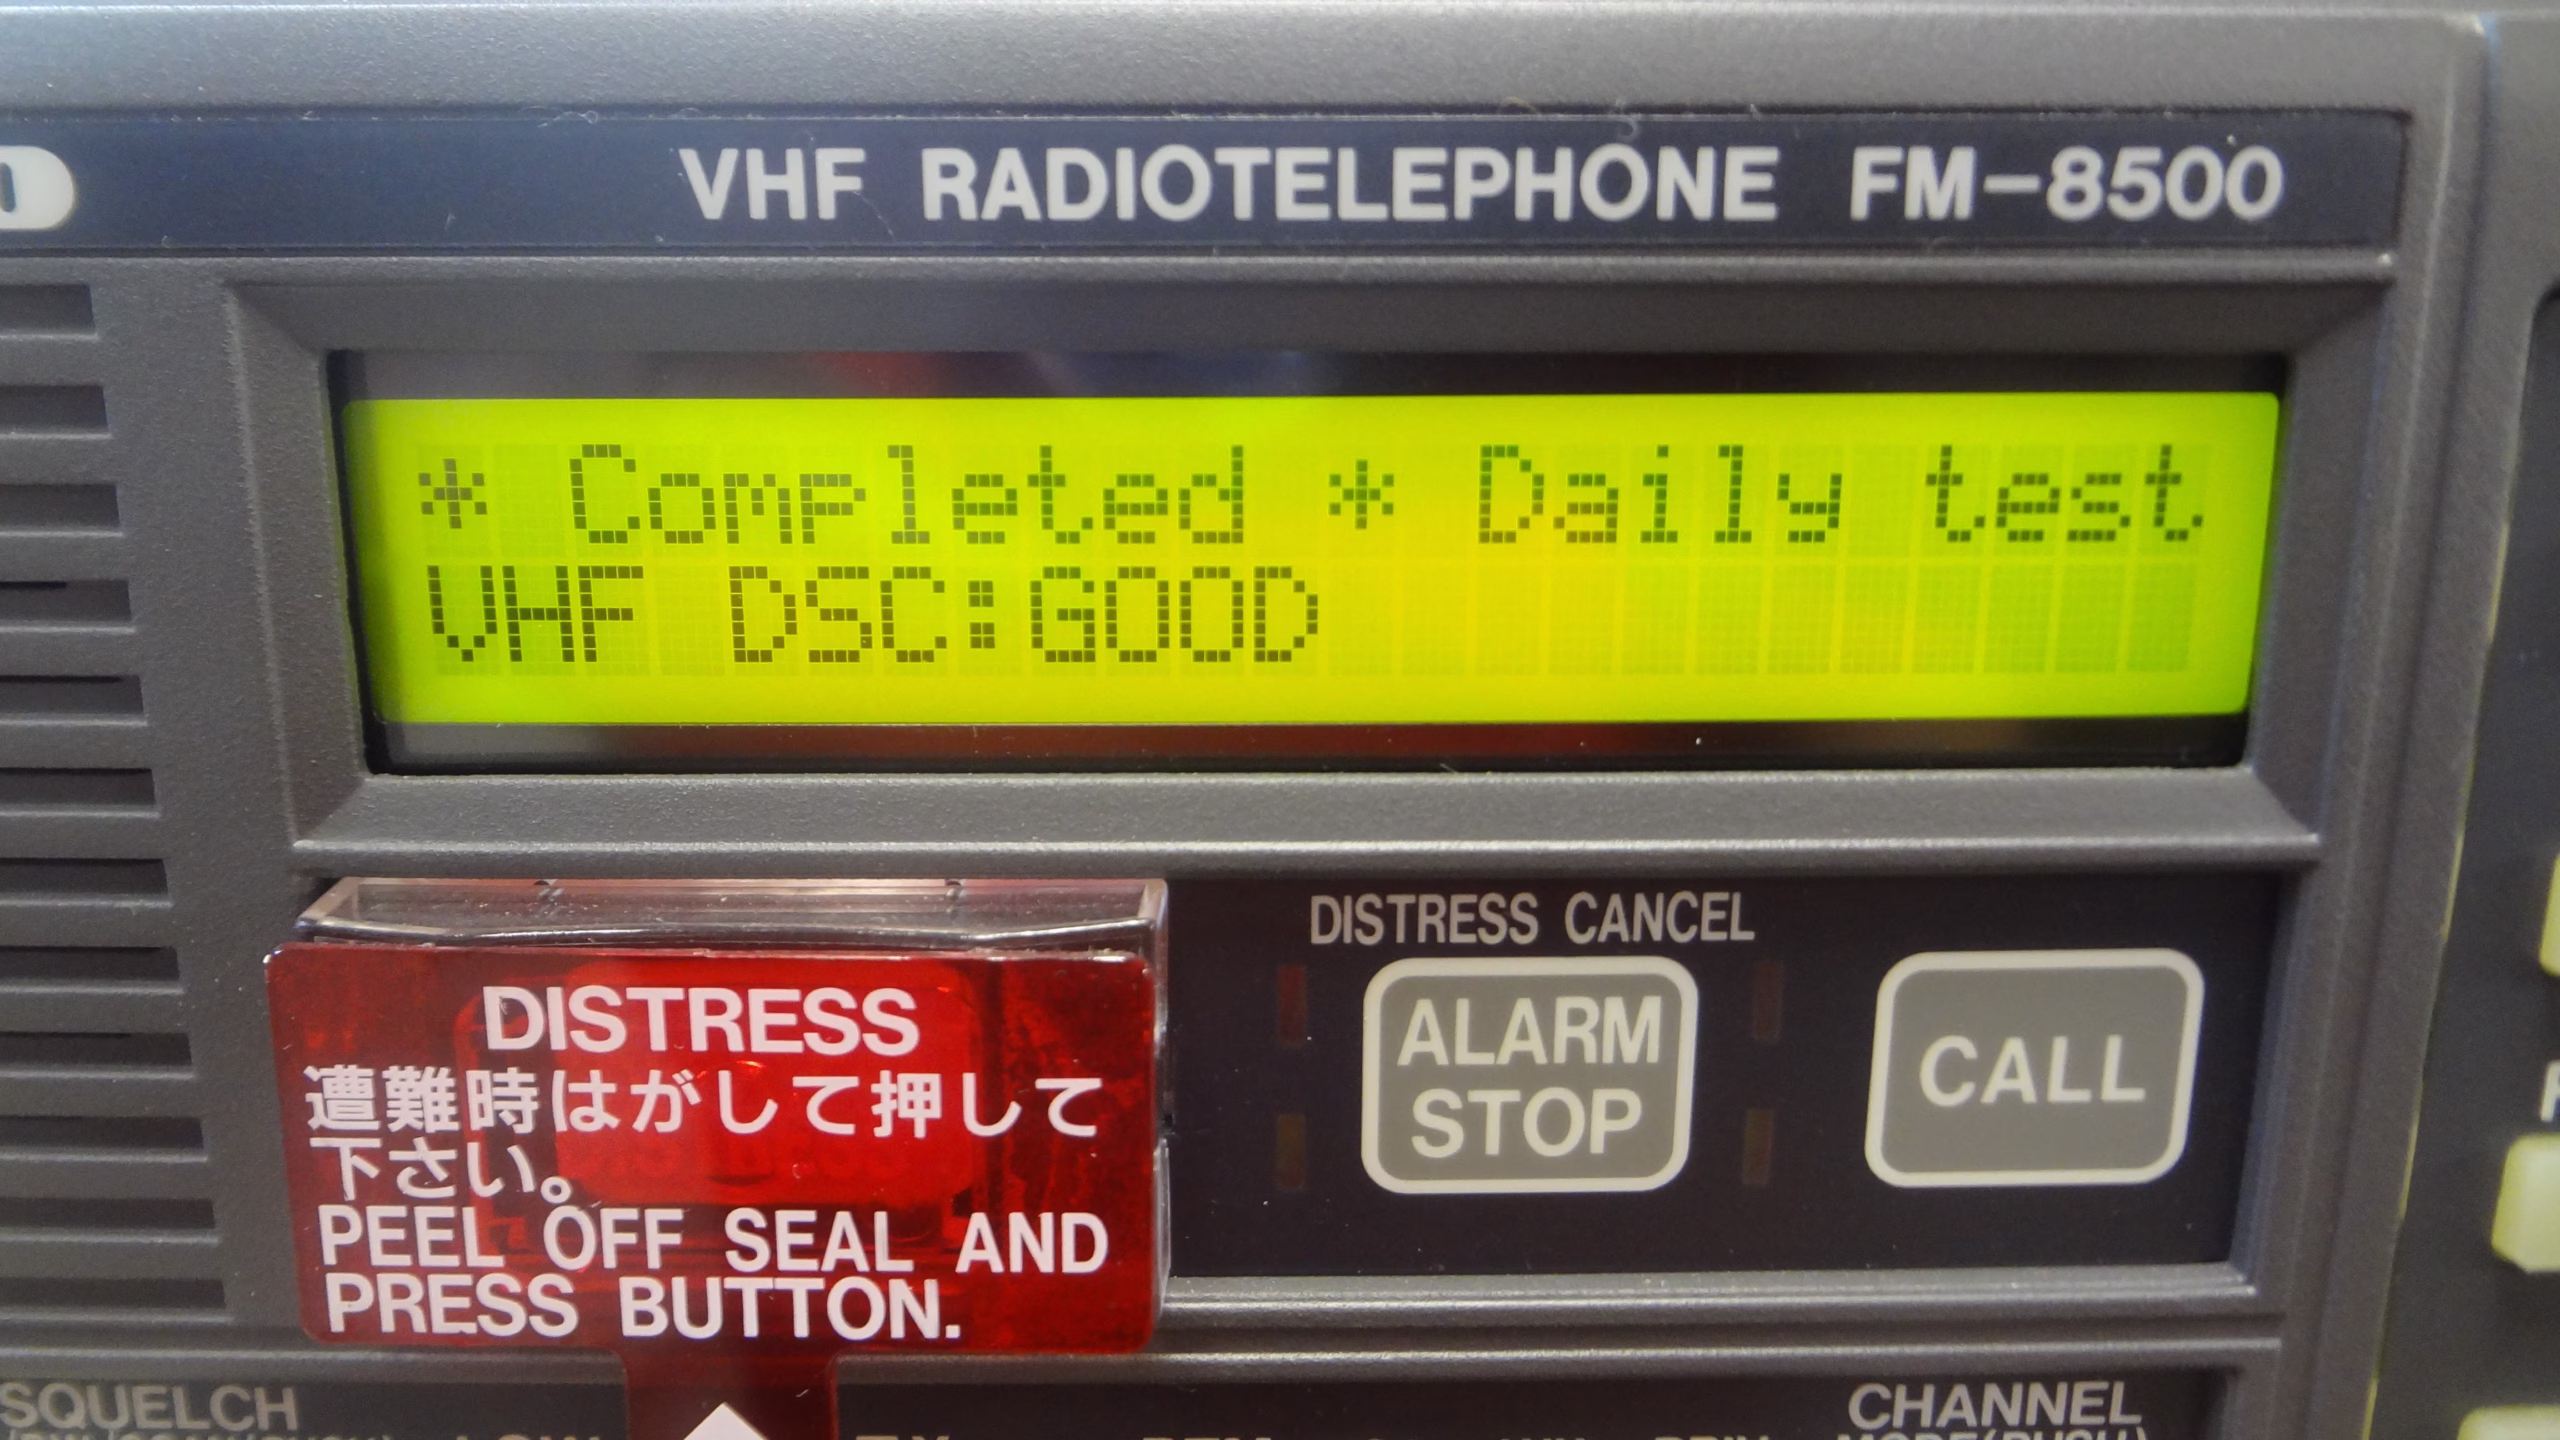 VHF RADIOTELEPHONE FM-8500
* Completed * Daily test
VHF DSC:GOOD
DISTRESS
遭難時はがして押して
下さい。
PEEL OFF SEAL AND
PRESS BUTTON.
DISTRESS CANCEL
ALARM
STOP
CALL
SQUELCH
CHANNEL